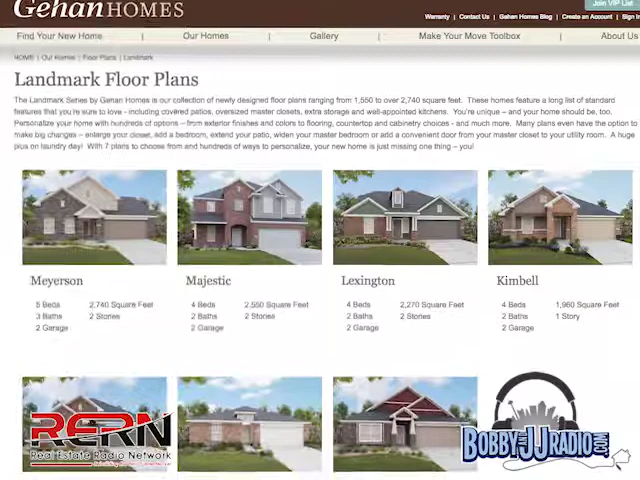 Gehan HOMES
Join VIP List
Warranty | Contact Us | Gehan Homes Blog | Create an Account | Sign In
Find Your New Home | Our Homes | Gallery | Make Your Move Toolbox | About Us
HOME | Our Homes | Floor Plans | Landmark
Landmark Floor Plans
The Landmark Series by Gehan Homes is our collection of newly designed floor plans ranging from 1,550 to over 2,740 square feet. These homes feature a long list of standard
features that you're sure to love - including covered patios, oversized master closets, extra storage and well-appointed kitchens. You're unique – and your home should be, too.
Personalize your home with hundreds of options – from exterior finishes and colors to flooring, countertop and cabinetry choices - and much more. Many plans even have the option to
make big changes – enlarge your closet, add a bedroom, extend your patio, widen your master bedroom or add a convenient door from your master closet to your utility room. A huge
plus on laundry day! With 7 plans to choose from and hundreds of ways to personalize, your new home is just missing one thing – you!
Meyerson Majestic Lexington Kimbell
5 Beds 2,740 Square Feet 4 Beds 2,550 Square Feet 4 Beds 2,270 Square Feet 4 Beds 1,960 Square Feet
3 Baths 2 Stories 2 Baths 2 Stories 2 Baths 2 Stories 2 Baths 1 Story
2 Garage 2 Garage 2 Garage 2 Garage
RERN
Real Estate Radio Network
BOBBY AND JJRADIO.COM